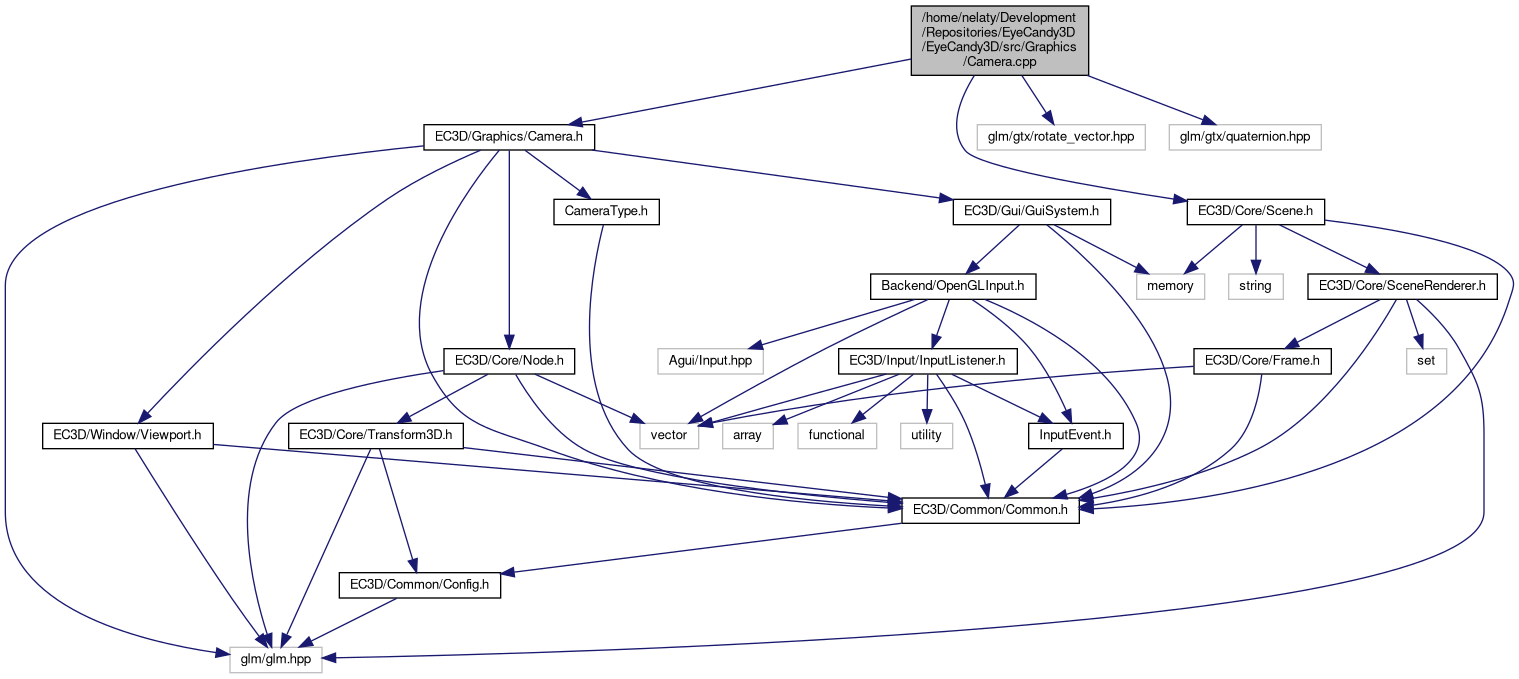 /home/nelaty/Development
/Repositories/EyeCandy3D
/EyeCandy3D/src/Graphics
/Camera.cpp
EC3D/Graphics/Camera.h
glm/gtx/rotate_vector.hpp
glm/gtx/quaternion.hpp
CameraType.h
EC3D/Gui/GuiSystem.h
EC3D/Core/Scene.h
Backend/OpenGLInput.h
memory
string
EC3D/Core/SceneRenderer.h
EC3D/Core/Node.h
Agui/Input.hpp
EC3D/Input/InputListener.h
EC3D/Core/Frame.h
set
EC3D/Window/Viewport.h
EC3D/Core/Transform3D.h
vector
array
functional
utility
InputEvent.h
EC3D/Common/Common.h
EC3D/Common/Config.h
glm/glm.hpp